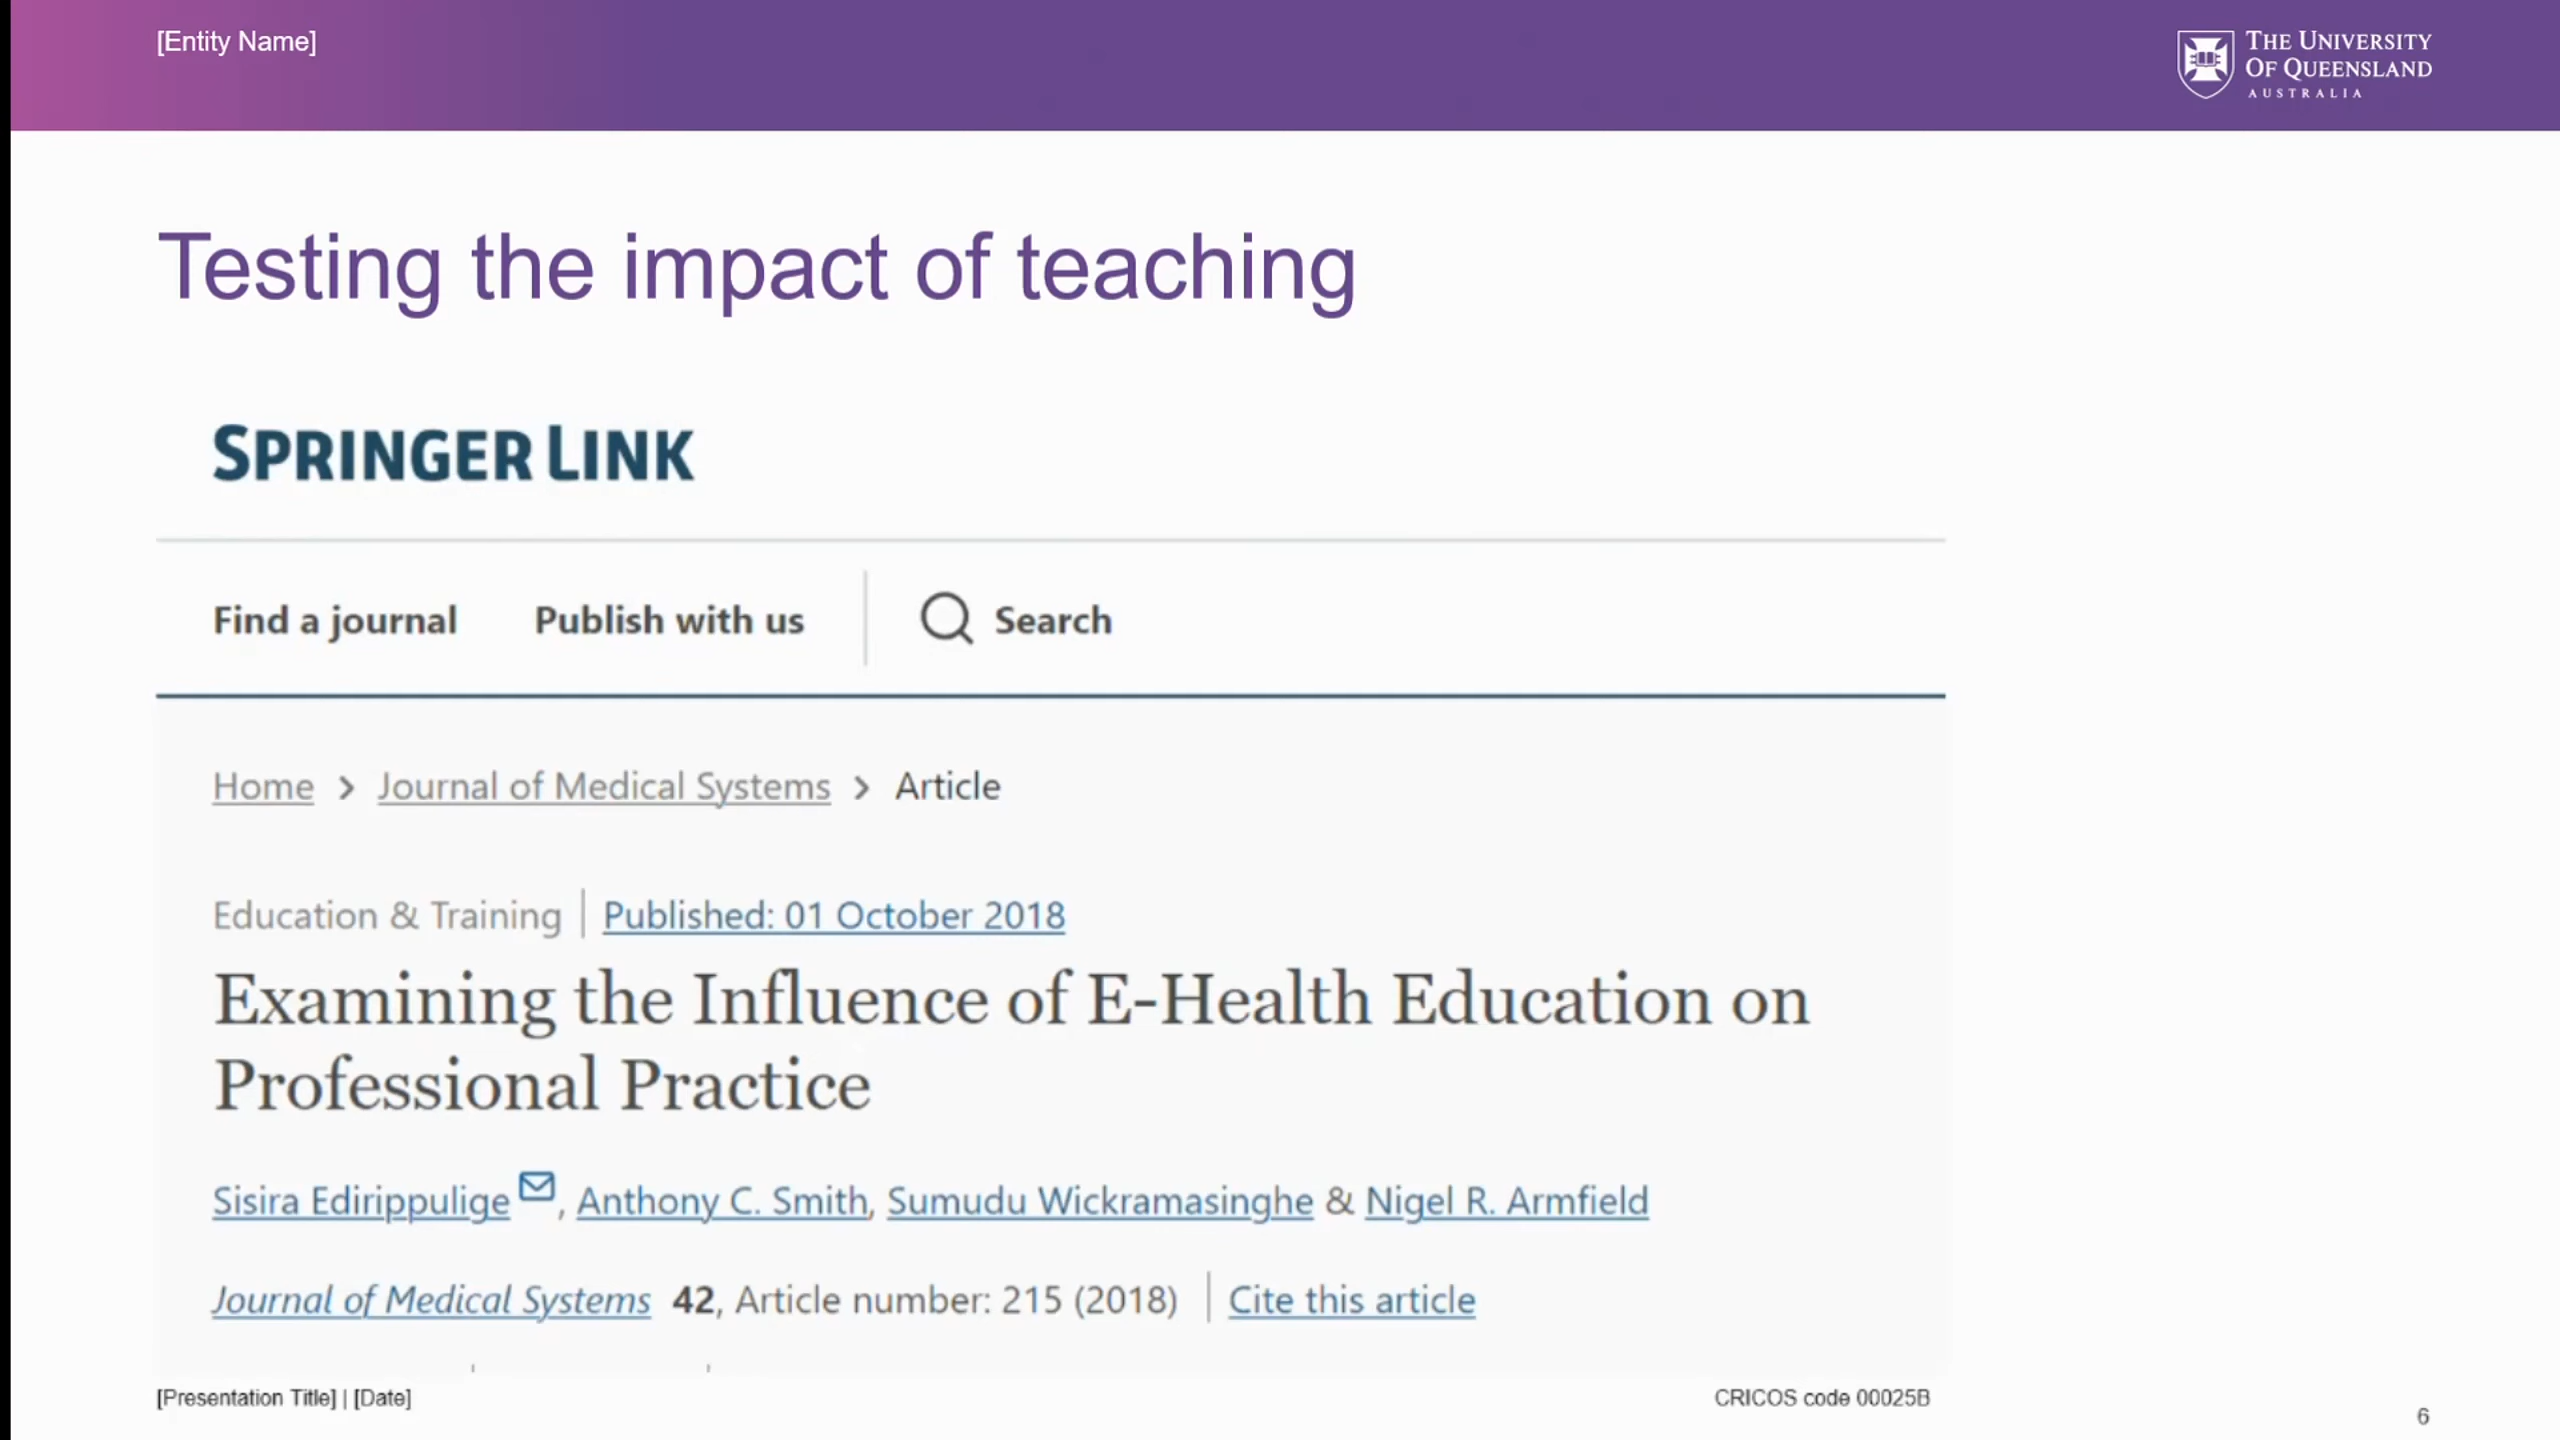 [Entity Name]
THE UNIVERSITY
OF QUEENSLAND
AUSTRALIA
Testing the impact of teaching
SPRINGER LINK
Find a journal Publish with us Search
Home > Journal of Medical Systems > Article
Education & Training | Published: 01 October 2018
Examining the Influence of E-Health Education on
Professional Practice
Sisira Edirippulige, Anthony C. Smith, Sumudu Wickramasinghe & Nigel R. Armfield
Journal of Medical Systems 42, Article number: 215 (2018) | Cite this article
[Presentation Title] | [Date]
CRICOS code 00025B
6